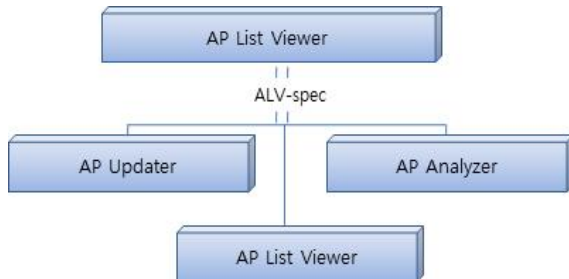 AP List Viewer
ALV-spec
AP Updater
AP Analyzer
AP List Viewer